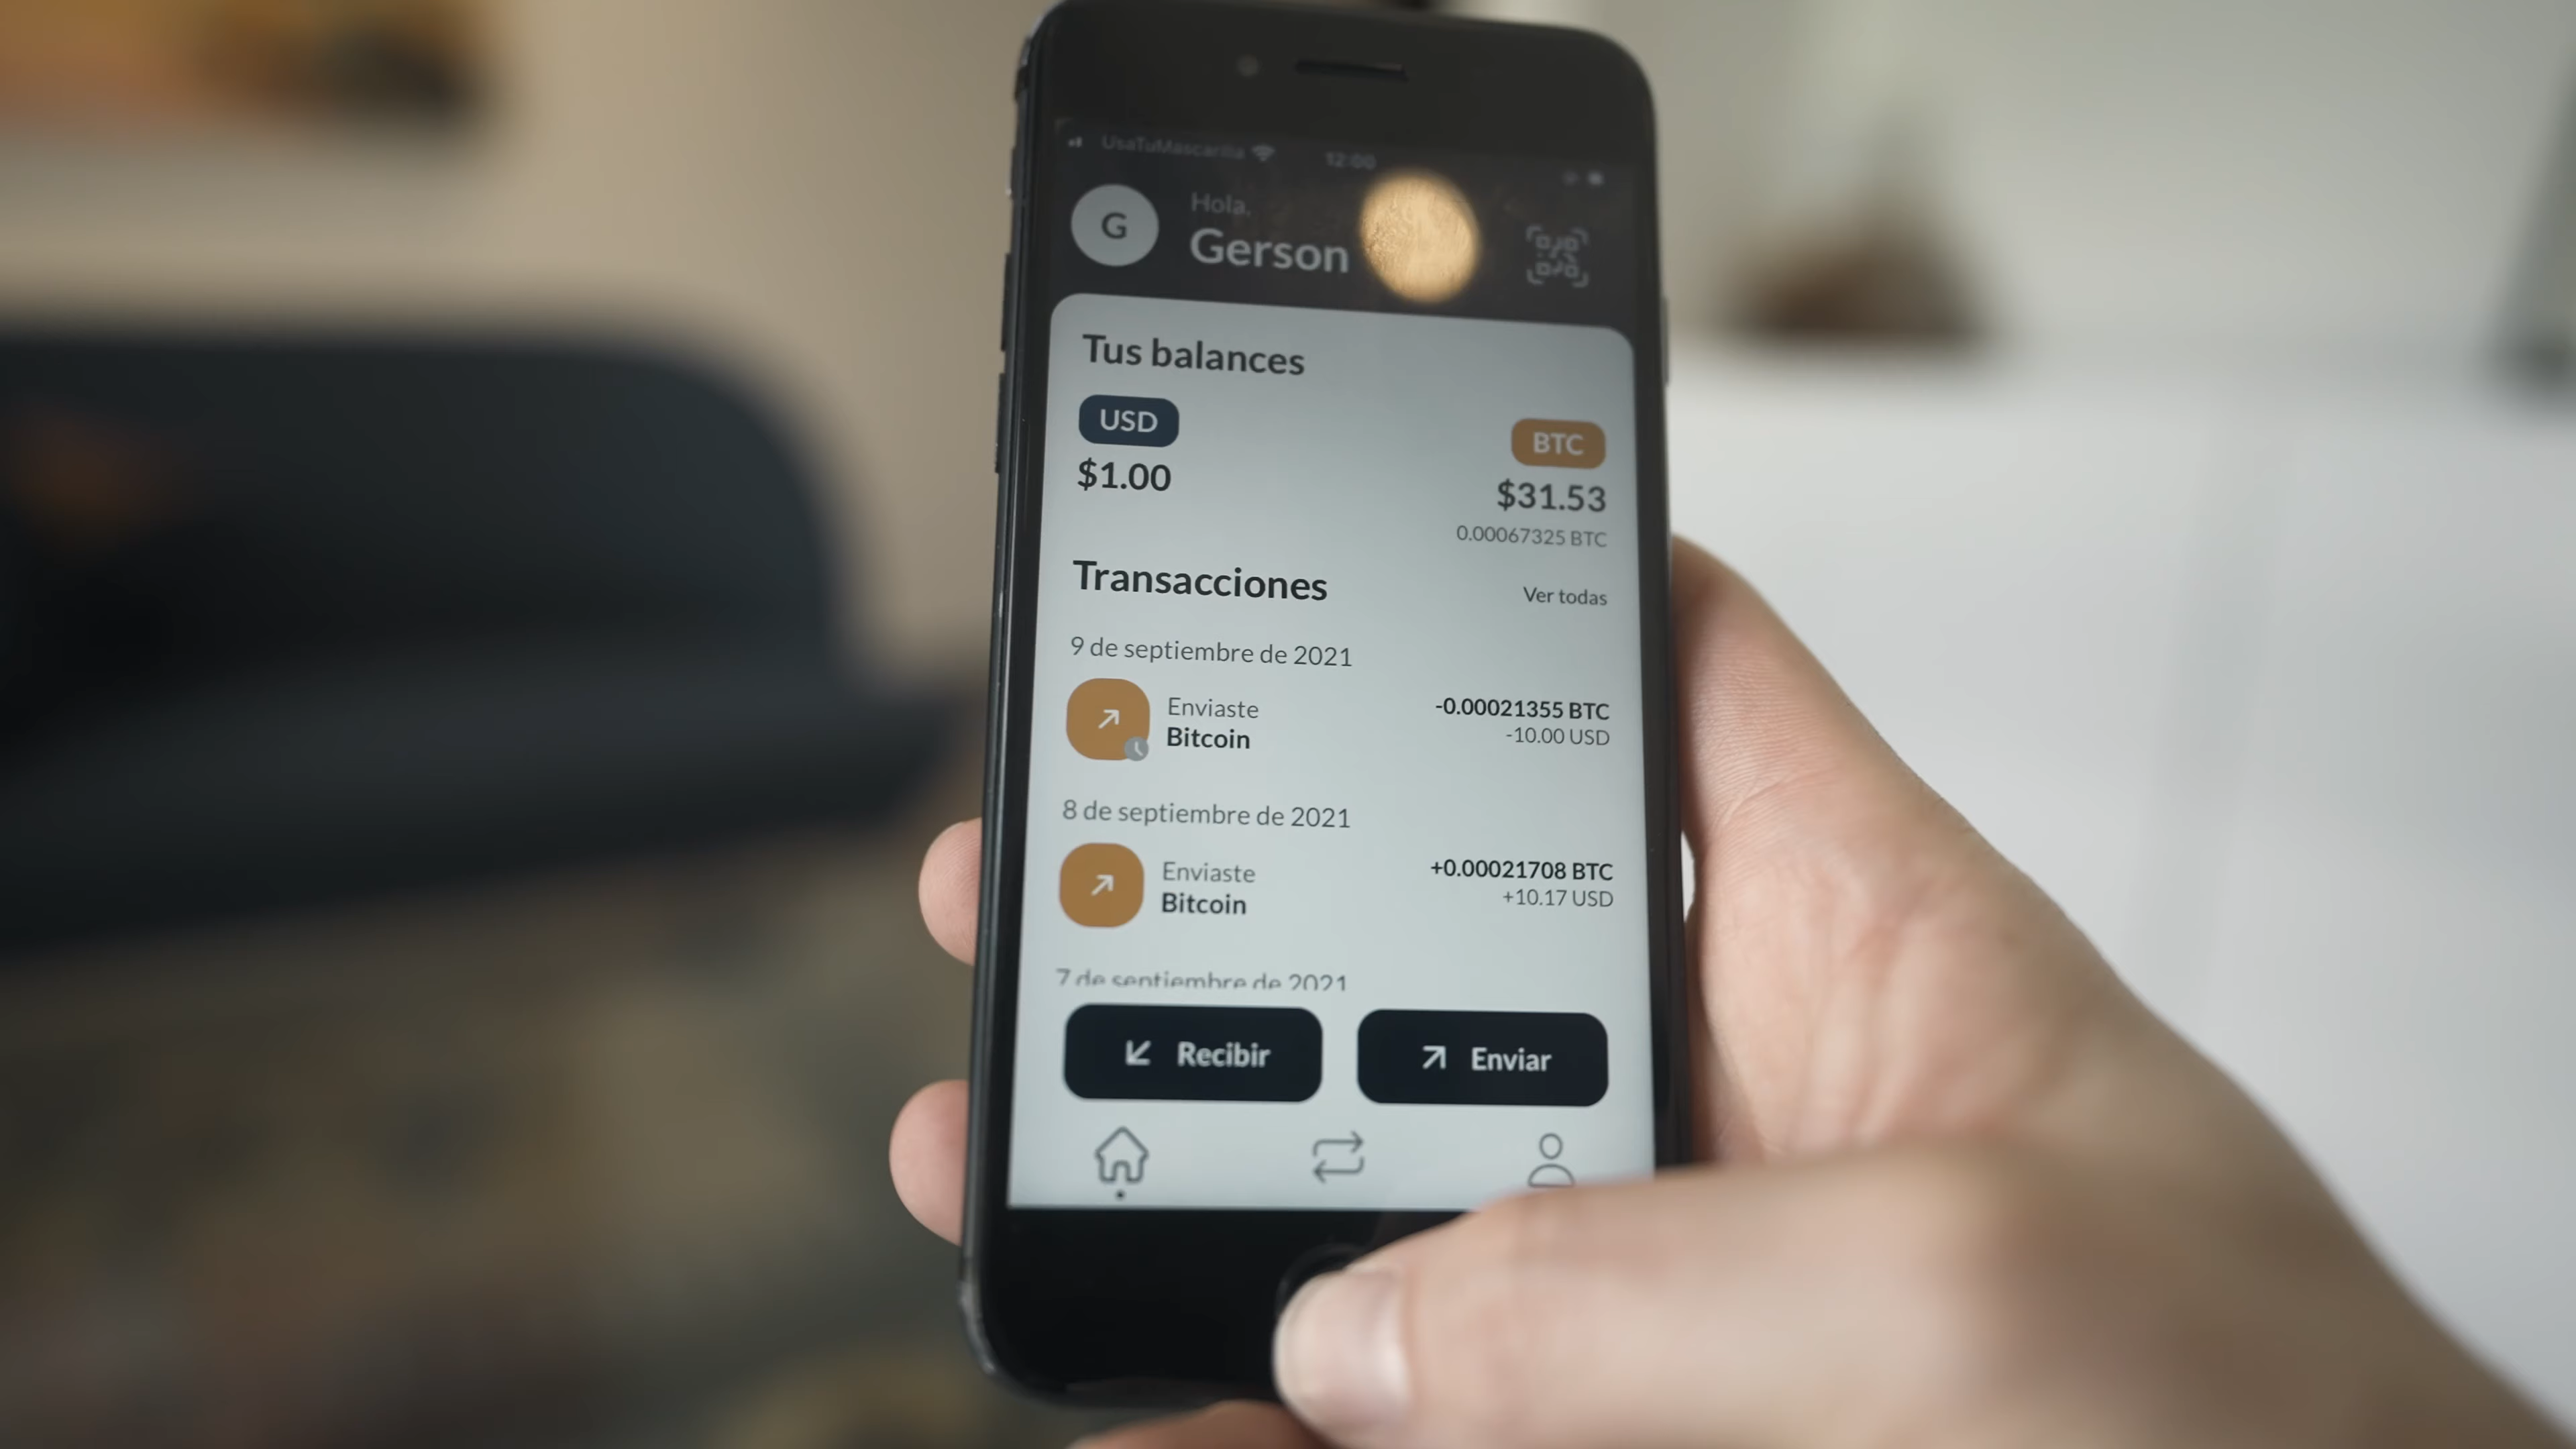 UsaTuMascarilla 12:00
G
Hola,
Gerson
Tus balances
USD
$1.00
BTC
$31.53
0.00067325 BTC
Transacciones
Ver todas
9 de septiembre de 2021
Enviaste
Bitcoin
-0.00021355 BTC
-10.00 USD
8 de septiembre de 2021
Enviaste
Bitcoin
+0.00021708 BTC
+10.17 USD
7 de septiembre de 2021
Recibir
Enviar